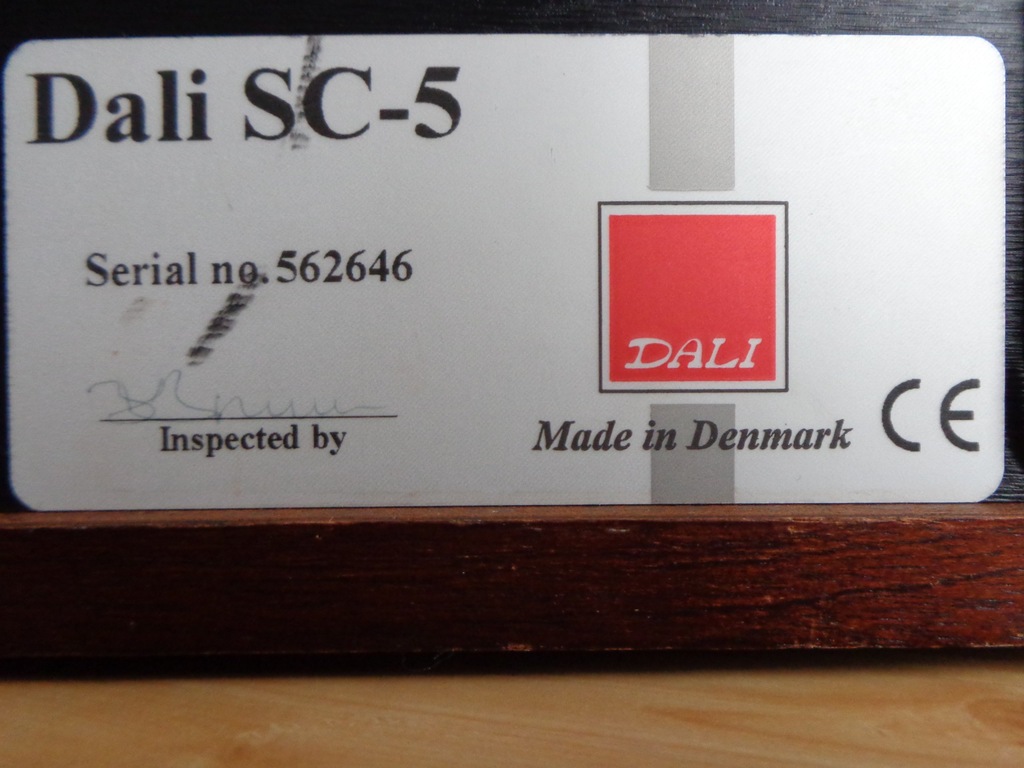 Dali SC-5
Serial no. 562646
Inspected by
DALI
Made in Denmark CE